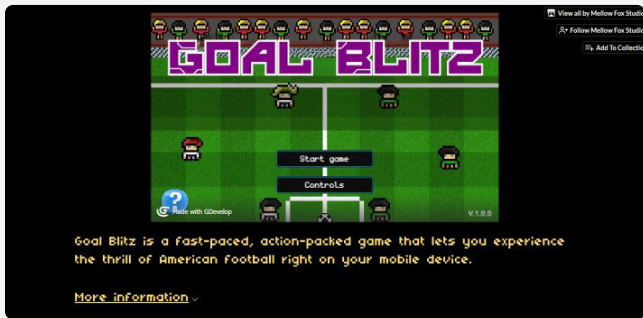 View all by Mellow Fox Studio
Follow Mellow Fox Studio
Add To Collectio
GOAL BLITZ
Start game
Controls
Made with GDevelop
V.1.0.0
Goal Blitz is a fast-paced, action-packed game that lets you experience
the thrill of American football right on your mobile device.
More information